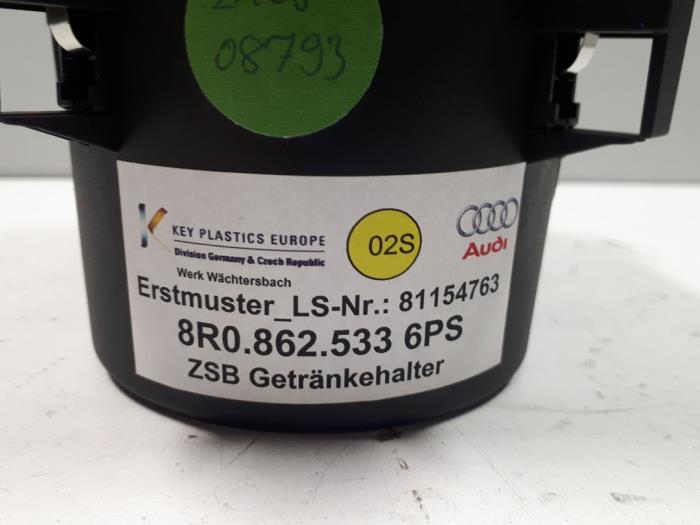 08793
KEY PLASTICS EUROPE
Division Germany & Czech Republic
Werk Wächtersbach
02S
Audi
Erstmuster_LS-Nr.: 81154763
8R0.862.533 6PS
ZSB Getränkehalter